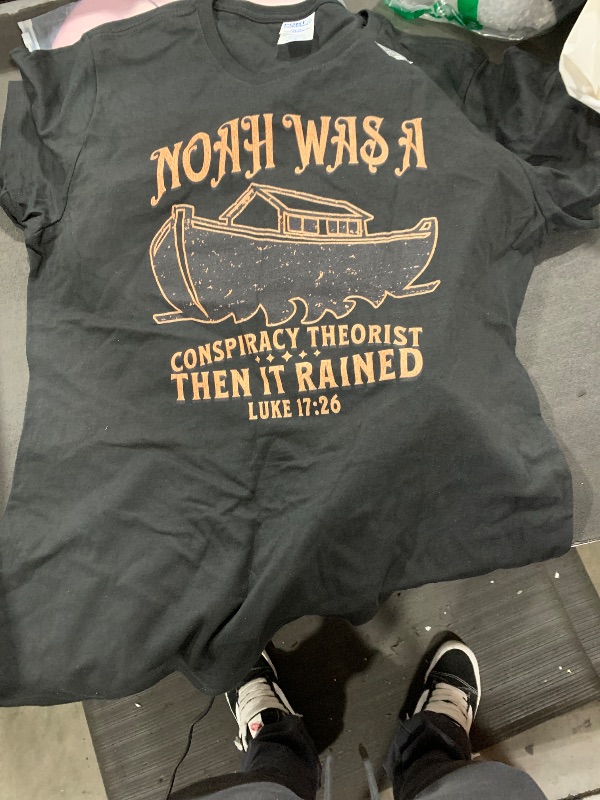 NOAH WAS A
CONSPIRACY THEORIST
THEN IT RAINED
LUKE 17:26